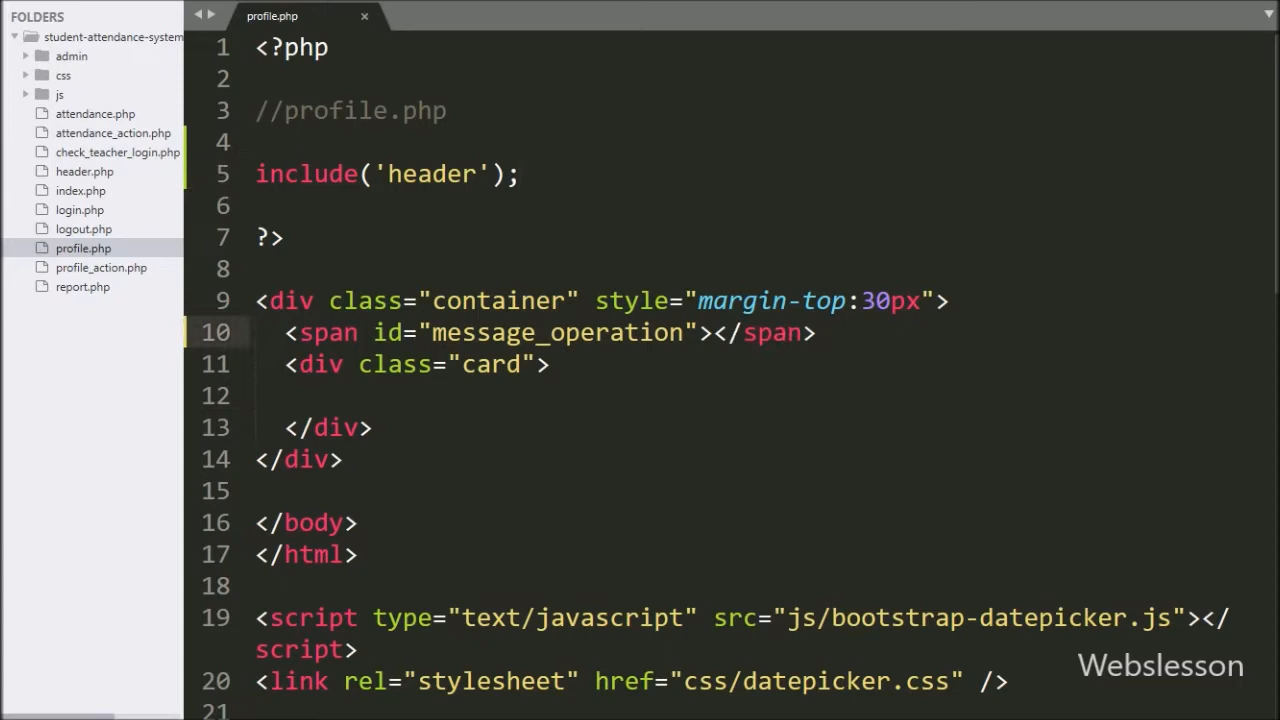 FOLDERS
student-attendance-system
admin
css
js
attendance.php
attendance_action.php
check_teacher_login.php
header.php
index.php
login.php
logout.php
profile.php
profile_action.php
report.php
profile.php ×
1 <?php
2
3 //profile.php
4
5 include('header');
6
7 ?>
8
9 <div class="container" style="margin-top:30px">
10 <span id="message_operation"></span>
11 <div class="card">
12
13 </div>
14 </div>
15
16 </body>
17 </html>
18
19 <script type="text/javascript" src="js/bootstrap-datepicker.js"></
script>
20 <link rel="stylesheet" href="css/datepicker.css" />
21
Webslesson